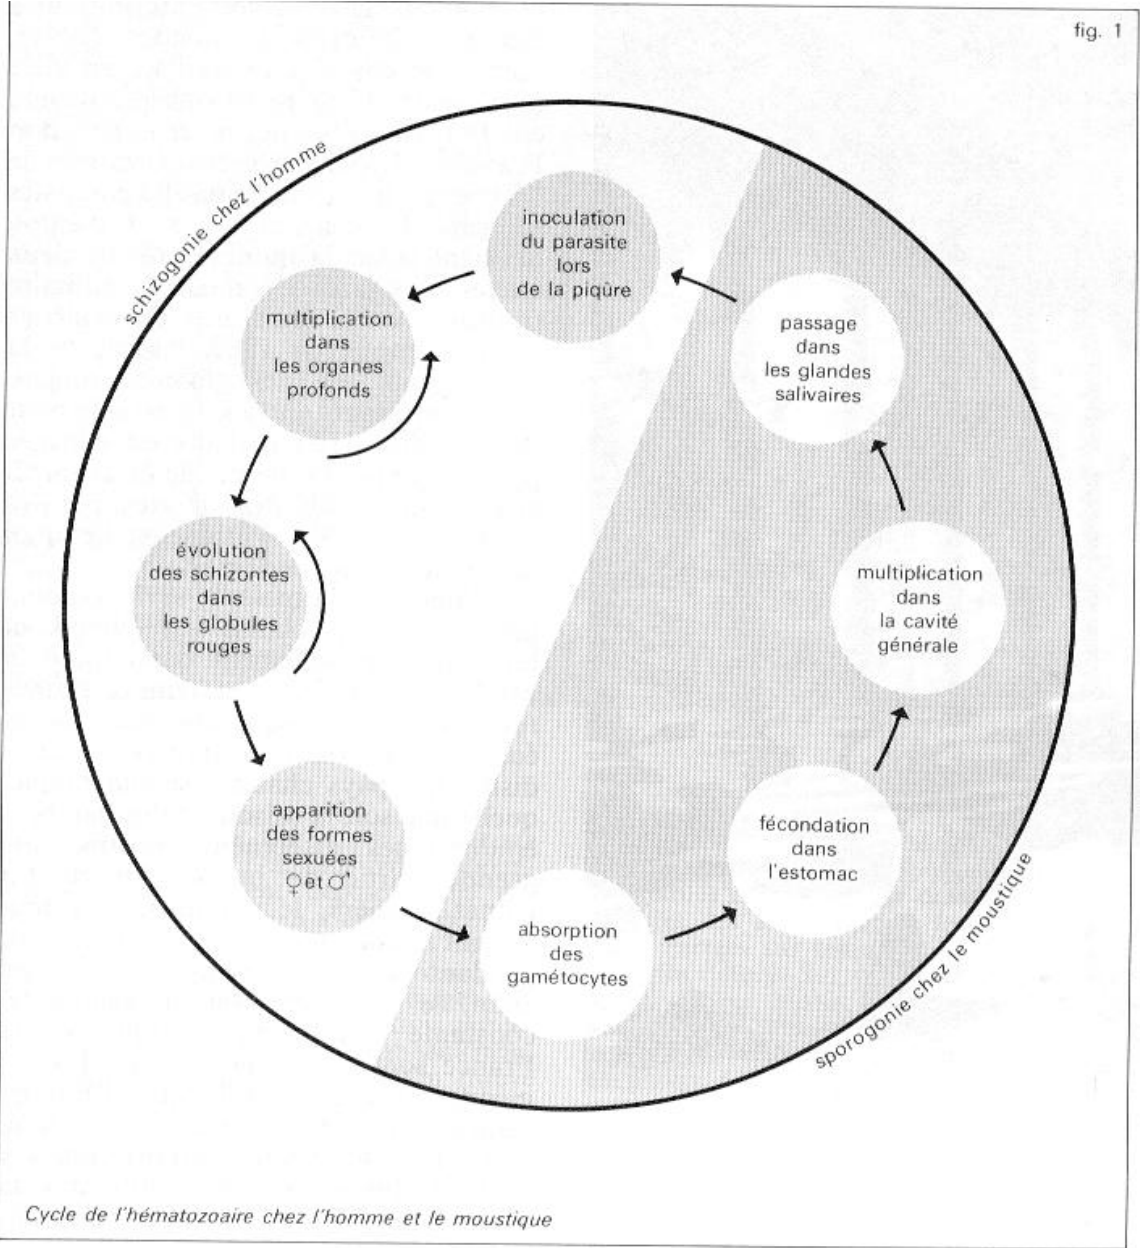 fig. 1
schizogonie chez l'homme
inoculation
du parasite
lors
de la piqûre
multiplication
dans
les organes
profonds
évolution
des schizontes
dans
les globules
rouges
apparition
des formes
sexuées
♀ et ♂
absorption
des
gamétocytes
fécondation
dans
l'estomac
multiplication
dans
la cavité
générale
passage
dans
les glandes
salivaires
sporogonie chez le moustique
Cycle de l'hématozoaire chez l'homme et le moustique